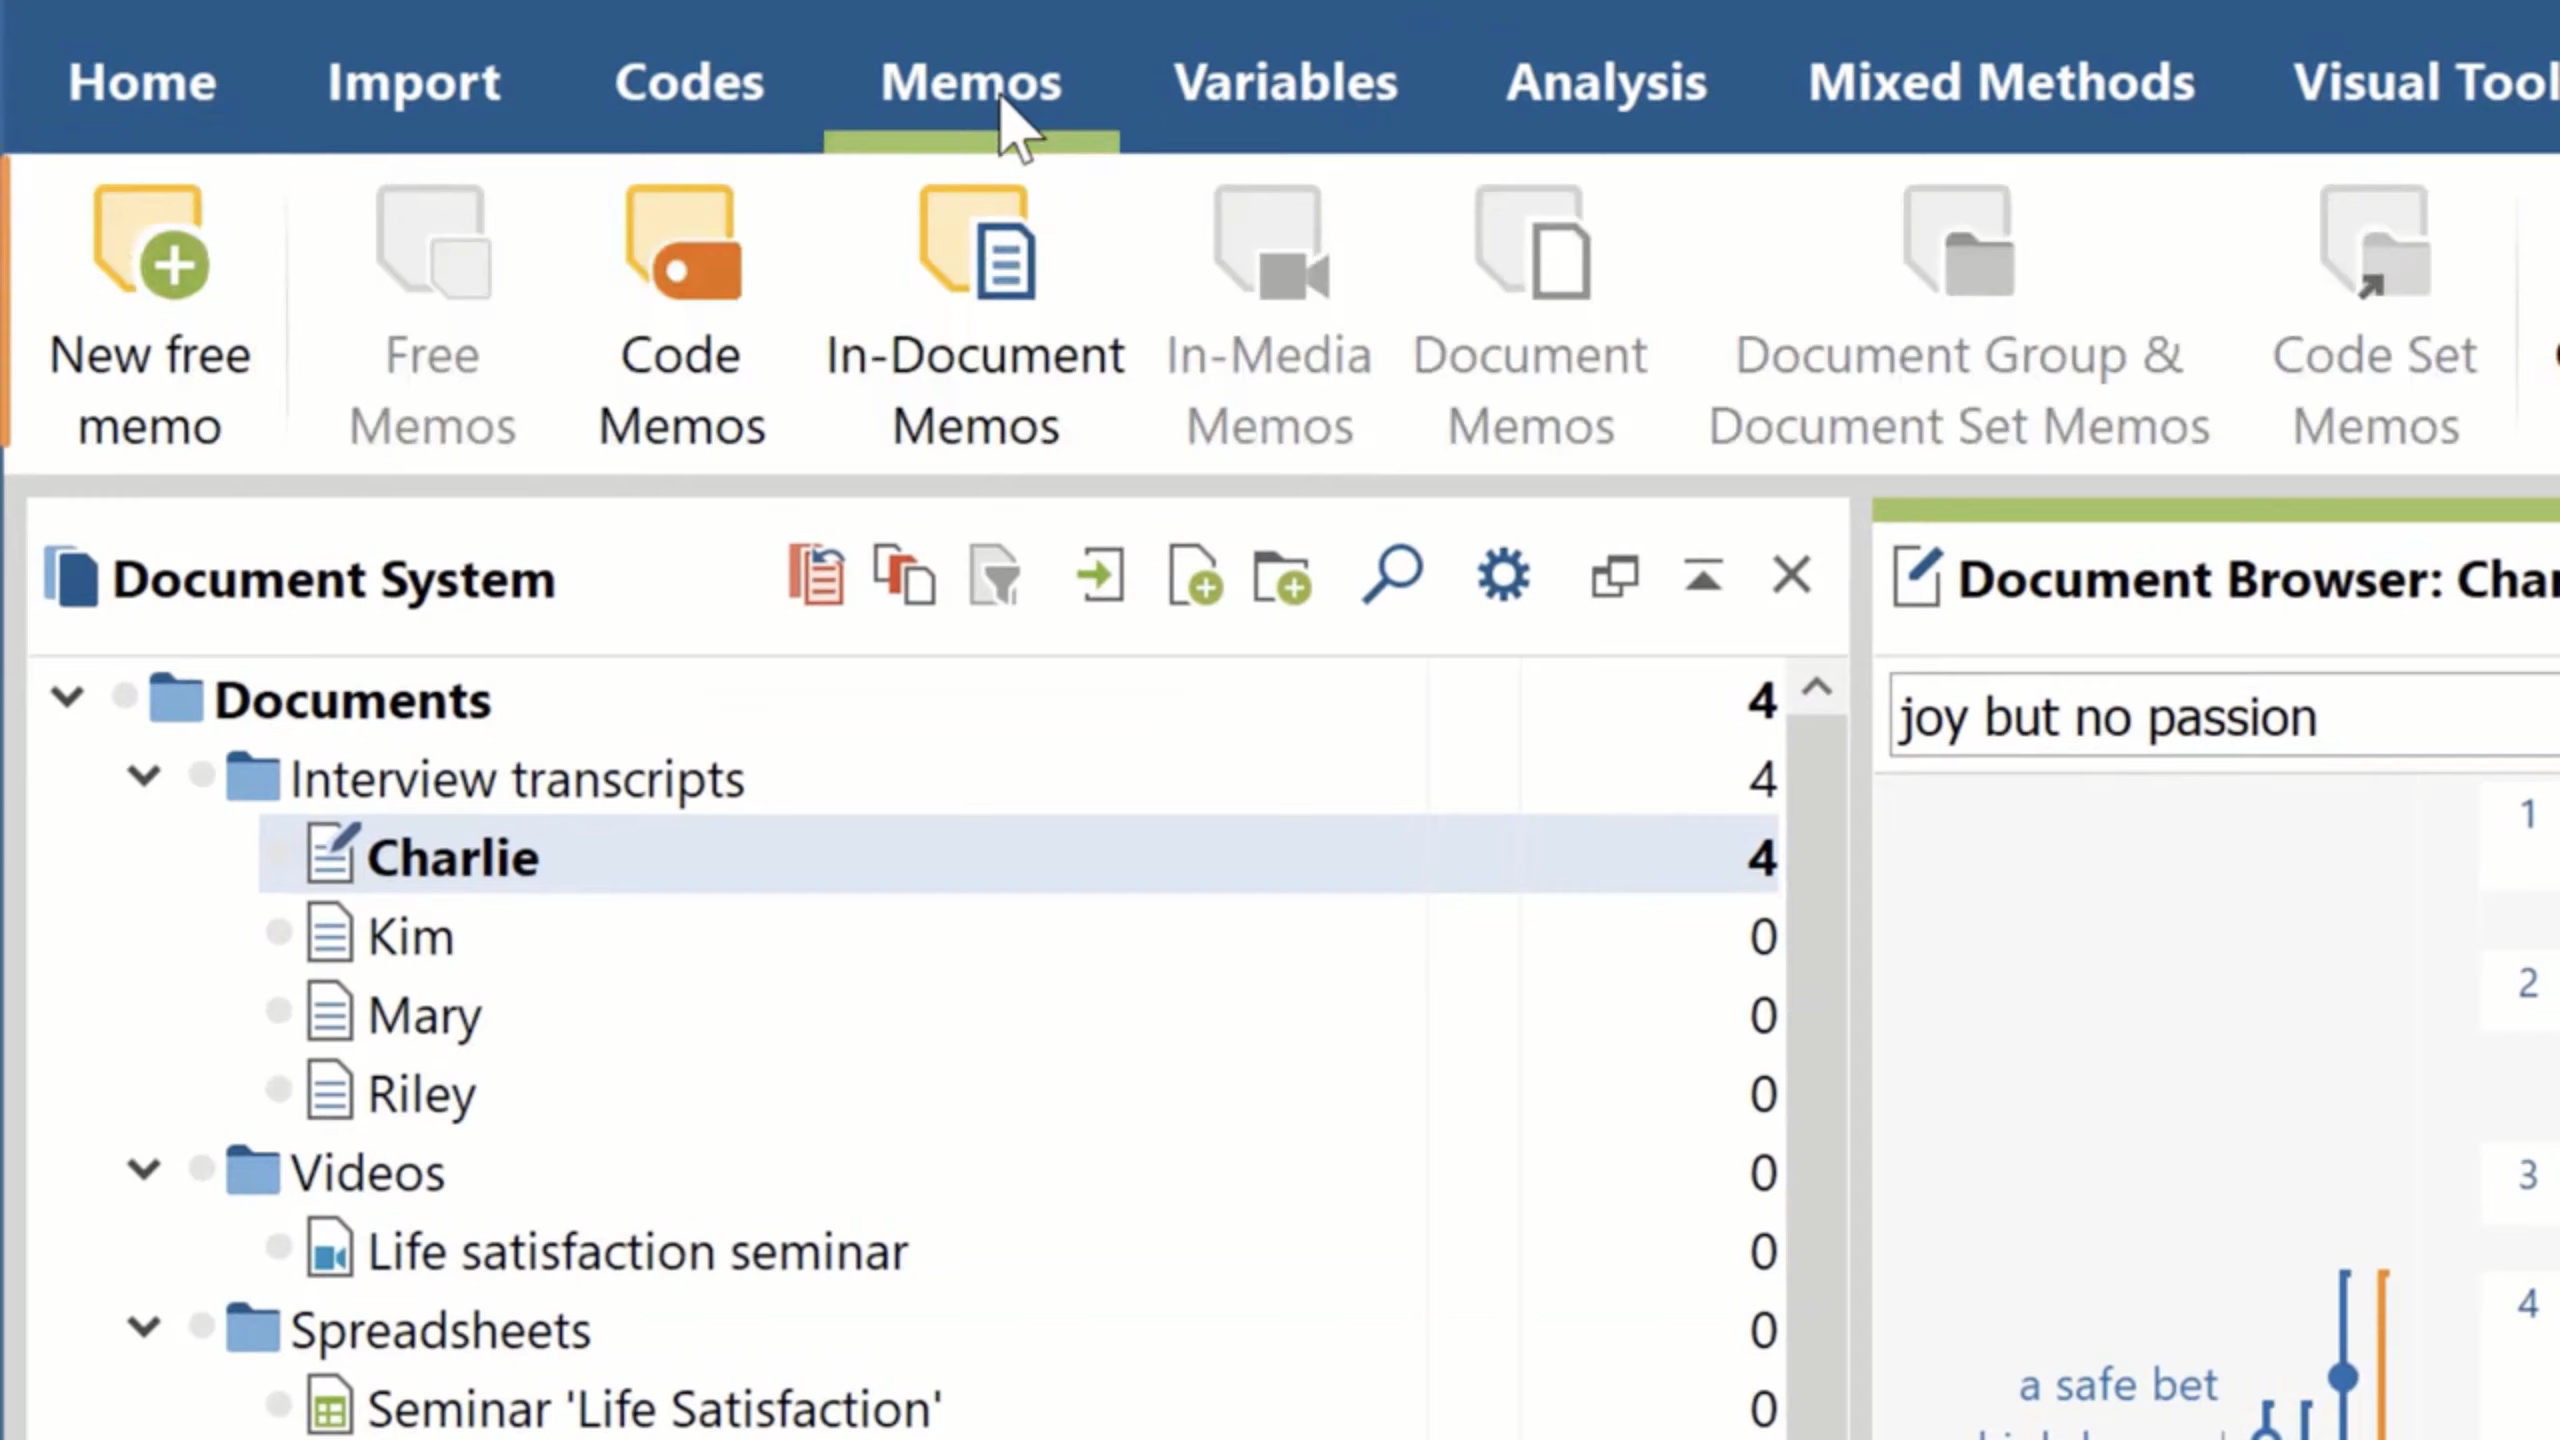 Home Import Codes Memos Variables Analysis Mixed Methods Visual Tool
New free memo
Free Memos
Code Memos
In-Document Memos
In-Media Memos
Document Memos
Document Group & Document Set Memos
Code Set Memos
Document System
Document Browser: Char
Documents 4
Interview transcripts 4
Charlie 4
Kim 0
Mary 0
Riley 0
Videos 0
Life satisfaction seminar 0
Spreadsheets 0
Seminar 'Life Satisfaction' 0
joy but no passion
1
2
3
4
a safe bet